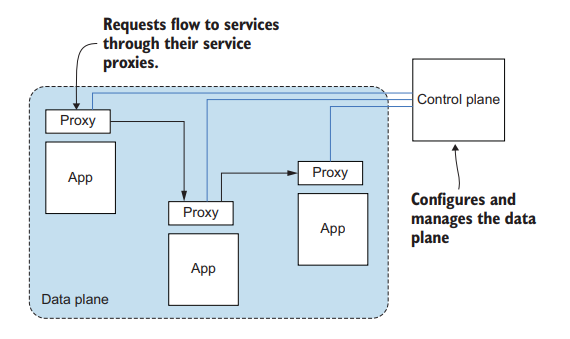 Requests flow to services
through their service
proxies.
Control plane
Proxy
App
Proxy
App
Proxy
App
Configures and
manages the data
plane
Data plane